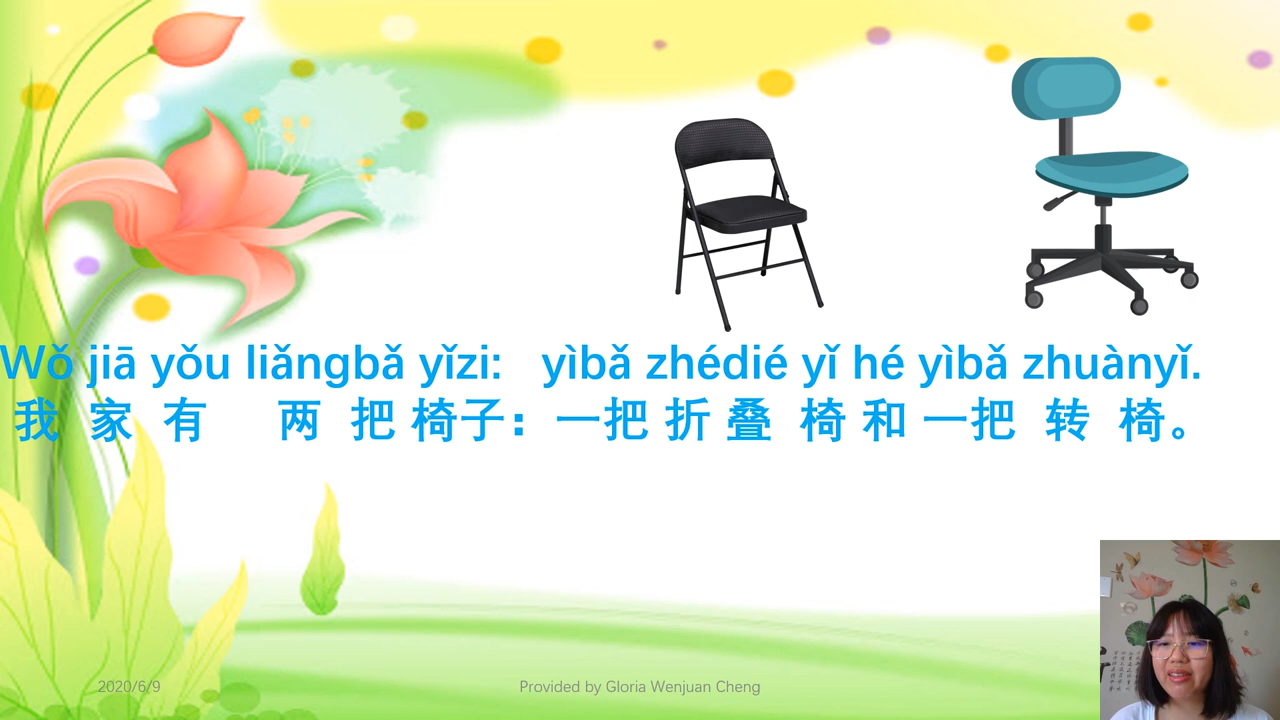 Wǒ jiā yǒu liǎngbǎ yǐzi: yìbǎ zhédié yǐ hé yìbǎ zhuànyǐ.
我 家 有 两 把 椅子：一把 折 叠 椅 和 一把 转 椅。
2020/6/9
Provided by Gloria Wenjuan Cheng